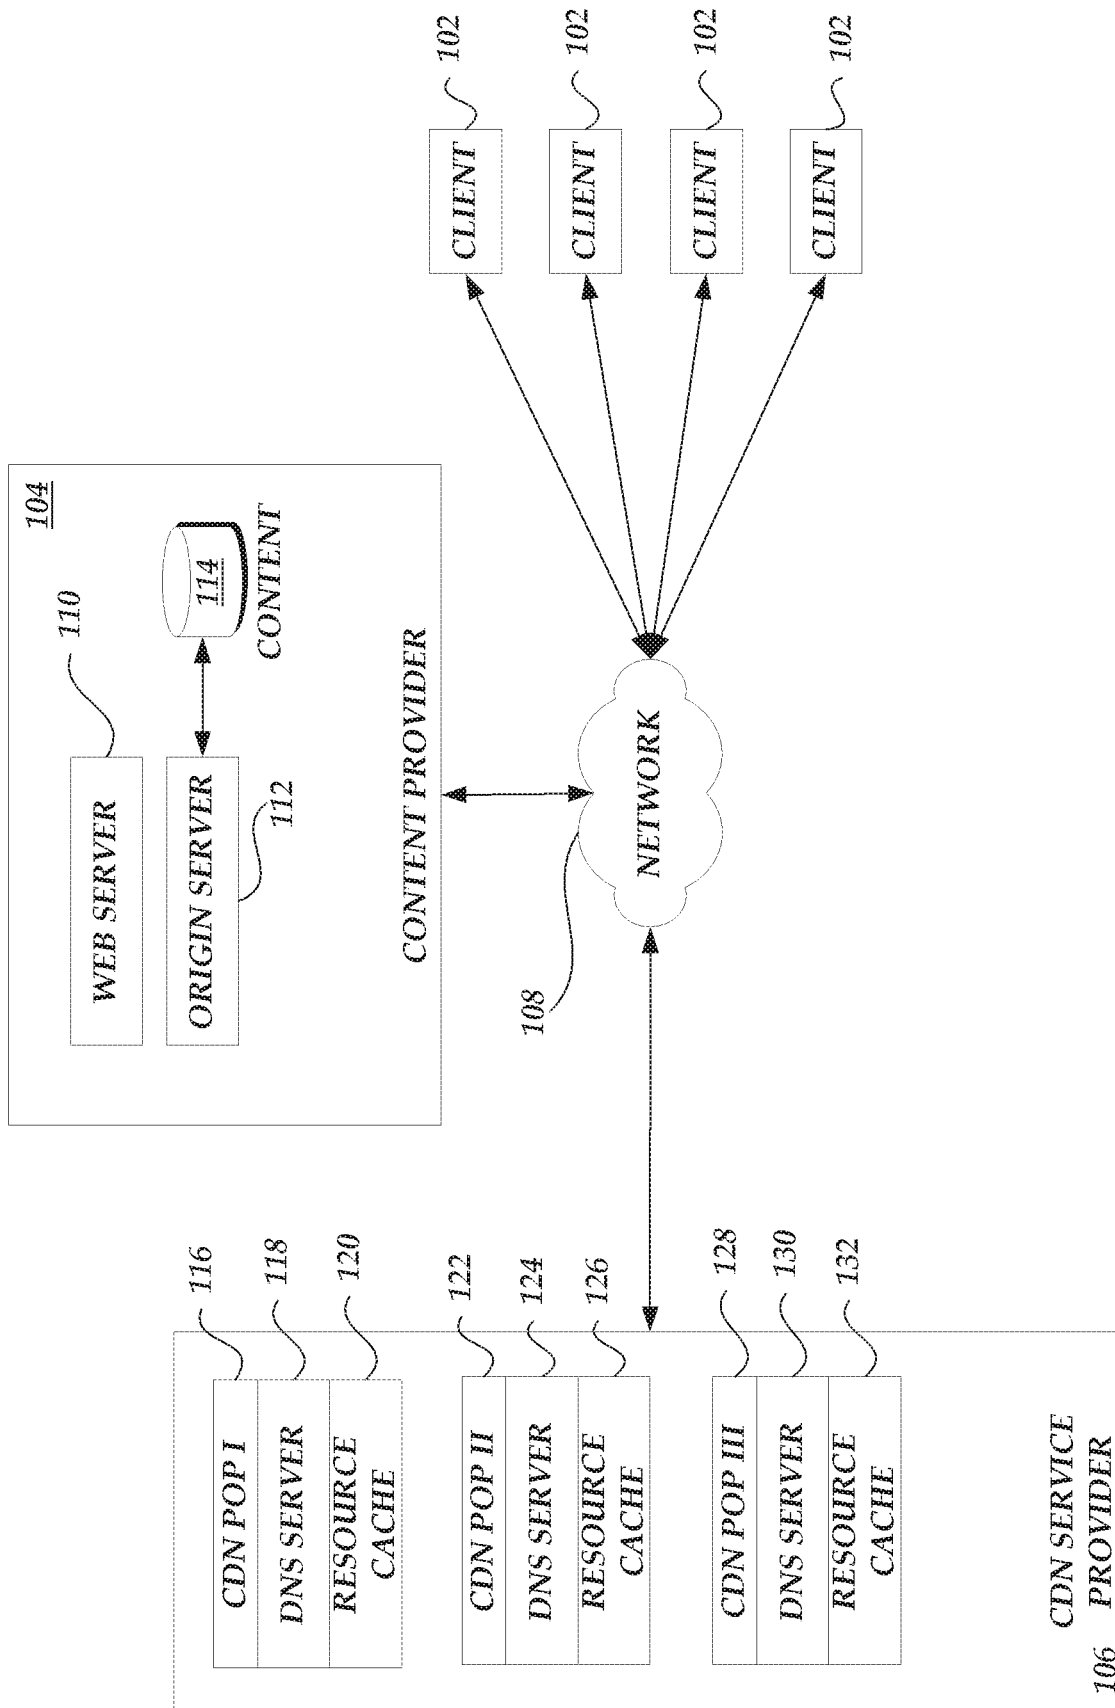 104
110
WEB SERVER
ORIGIN SERVER
112
114
CONTENT
CONTENT PROVIDER
116
CDN POP I
118
DNS SERVER
120
RESOURCE
CACHE
122
CDN POP II
124
DNS SERVER
126
RESOURCE
CACHE
128
CDN POP III
130
DNS SERVER
132
RESOURCE
CACHE
CDN SERVICE
PROVIDER
106
108
NETWORK
CLIENT
102
CLIENT
102
CLIENT
102
CLIENT
102